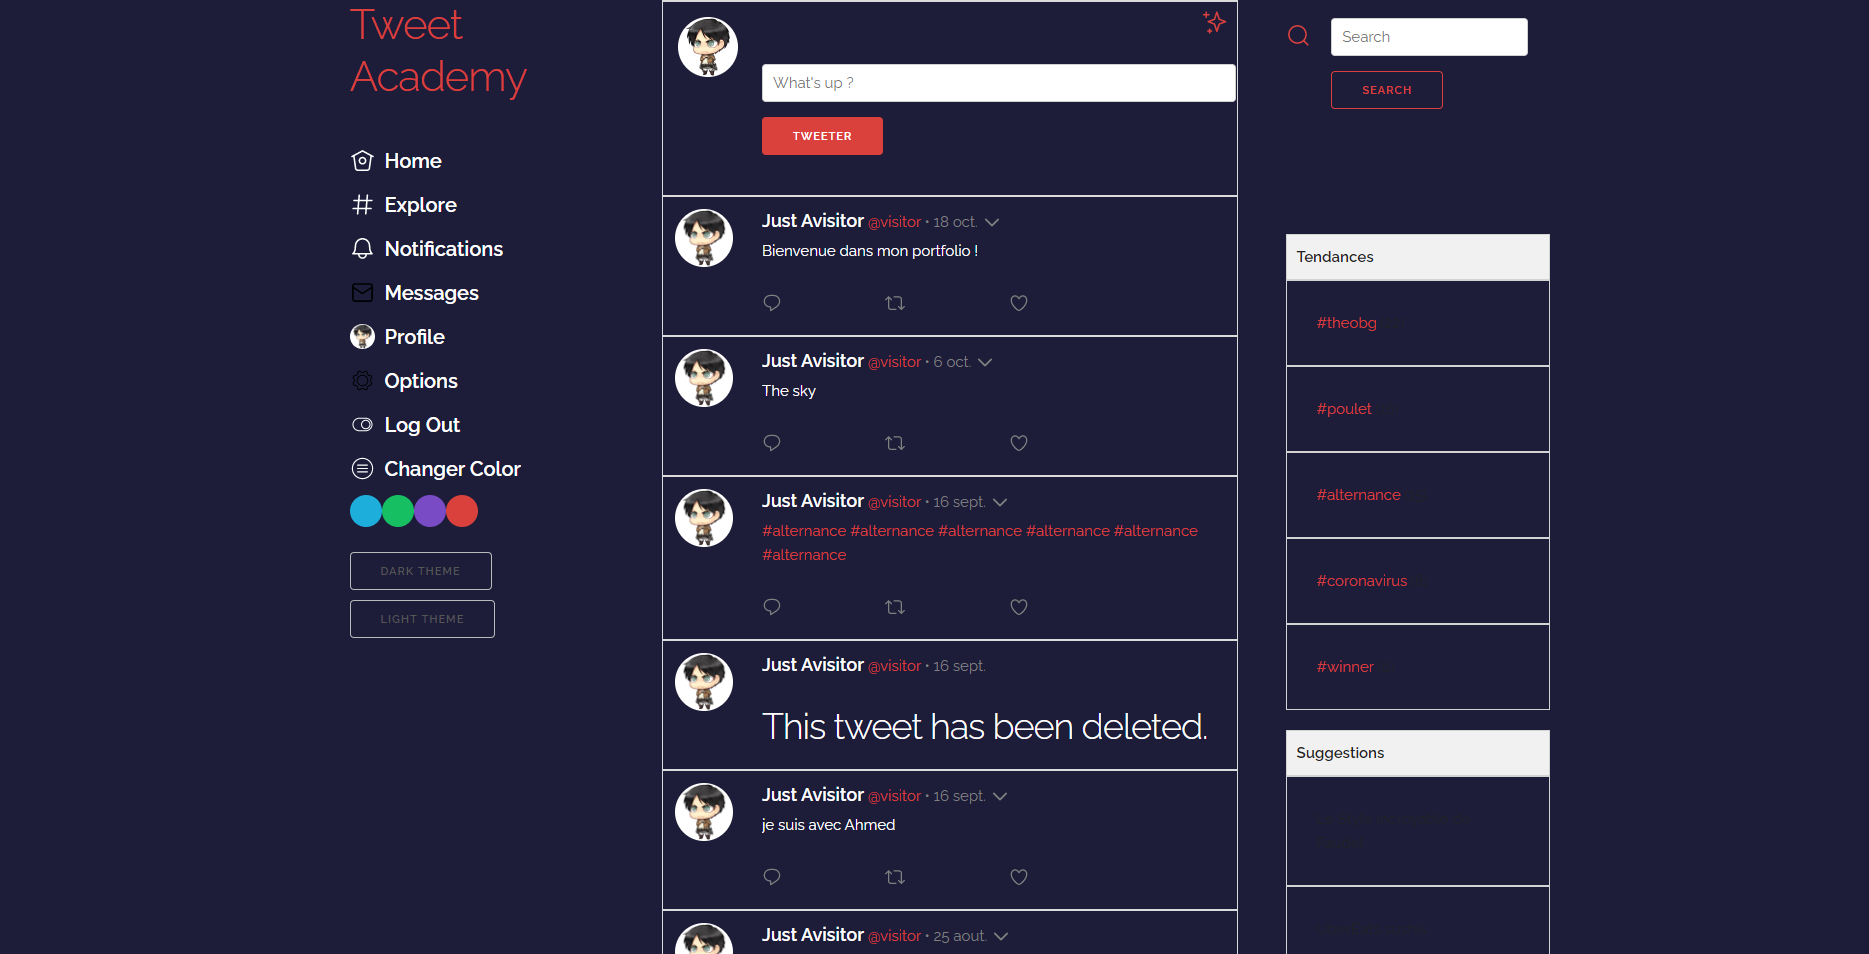 Tweet
Academy
Home
Explore
Notifications
Messages
Profile
Options
Log Out
Changer Color
DARK THEME
LIGHT THEME
What's up ?
TWEETER
Just Avisitor @visitor • 18 oct.
Bienvenue dans mon portfolio !
Just Avisitor @visitor • 6 oct.
The sky
Just Avisitor @visitor • 16 sept.
#alternance #alternance #alternance #alternance #alternance
#alternance
Just Avisitor @visitor • 16 sept.
This tweet has been deleted.
Just Avisitor @visitor • 16 sept.
je suis avec Ahmed
Just Avisitor @visitor • 25 aout.
Search
SEARCH
Tendances
#theobg
#poulet
#alternance
#coronavirus
#winner
Suggestions